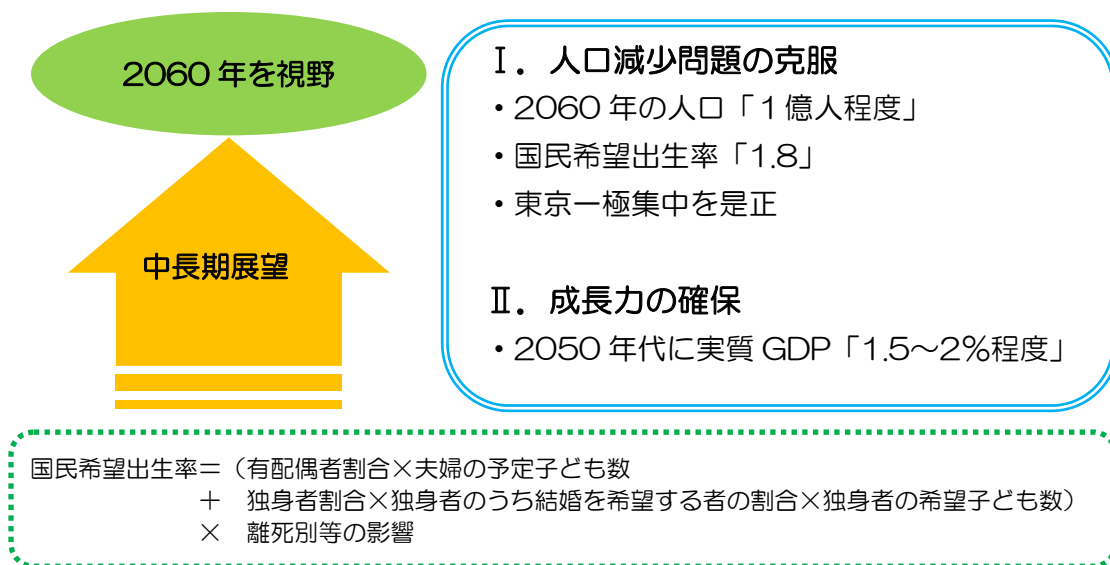 2060 年を視野
中長期展望
Ⅰ．人口減少問題の克服
・2060 年の人口「１億人程度」
・国民希望出生率「1.8」
・東京一極集中を是正
Ⅱ．成長力の確保
・2050 年代に実質 GDP「1.5～2%程度」
国民希望出生率＝（有配偶者割合×夫婦の予定子ども数
＋　独身者割合×独身者のうち結婚を希望する者の割合×独身者の希望子ども数）
×　離死別等の影響